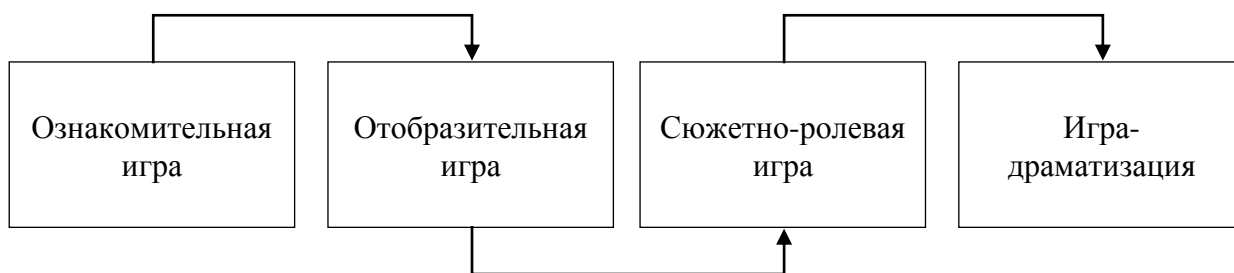 Ознакомительная
игра
Отобразительная
игра
Сюжетно-ролевая
игра
Игра-
драматизация